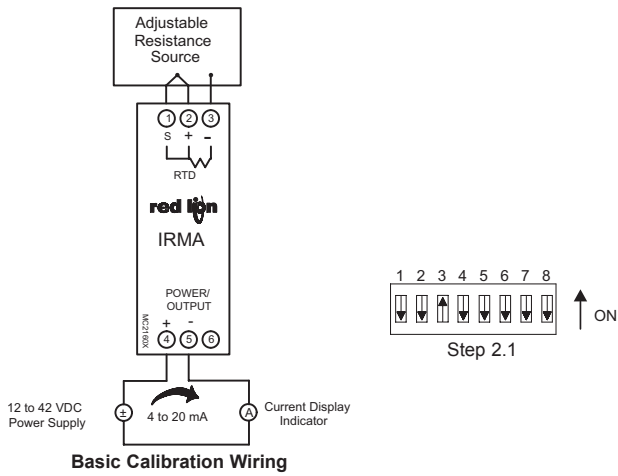 Adjustable
Resistance
Source
1 2 3
S + -
RTD
red lion
IRMA
POWER/
OUTPUT
MC2160X
+ -
4 5 6
12 to 42 VDC
Power Supply
±
4 to 20 mA
A
Current Display
Indicator
Basic Calibration Wiring
1 2 3 4 5 6 7 8
ON
Step 2.1